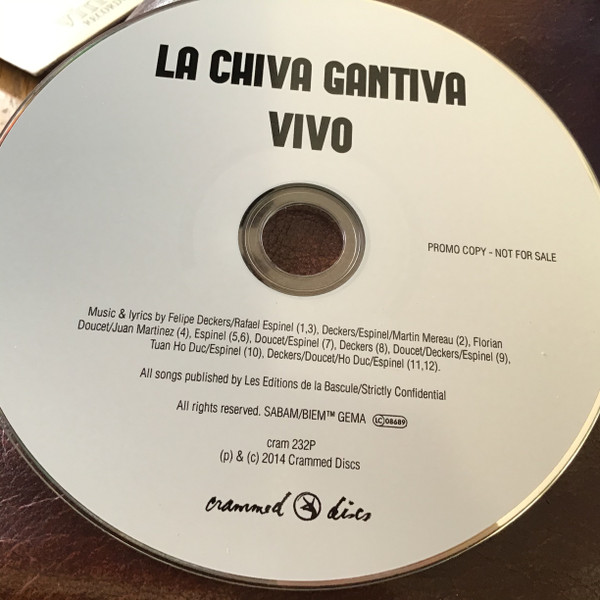 LA CHIVA GANTIVA
VIVO
PROMO COPY - NOT FOR SALE
Music & lyrics by Felipe Deckers/Rafael Espinel (1,3), Deckers/Espinel/Martin Mereau (2), Florian
Doucet/Juan Martinez (4), Espinel (5,6), Doucet/Espinel (7), Deckers (8), Doucet/Deckers/Espinel (9),
Tuan Ho Duc/Espinel (10), Deckers/Doucet/Ho Duc/Espinel (11,12).
All songs published by Les Editions de la Bascule/Strictly Confidential
All rights reserved. SABAM/BIEM™ GEMA LC 08689
cram 232P
(p) & (c) 2014 Crammed Discs
crammed discs